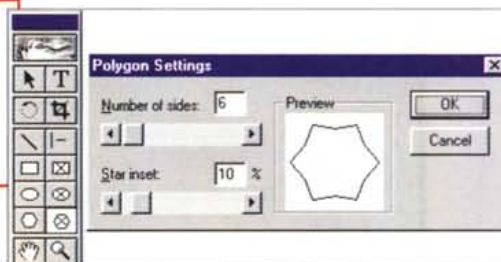 T
Polygon Settings
Number of sides: 6
Preview
OK
Cancel
Star inset: 10 %